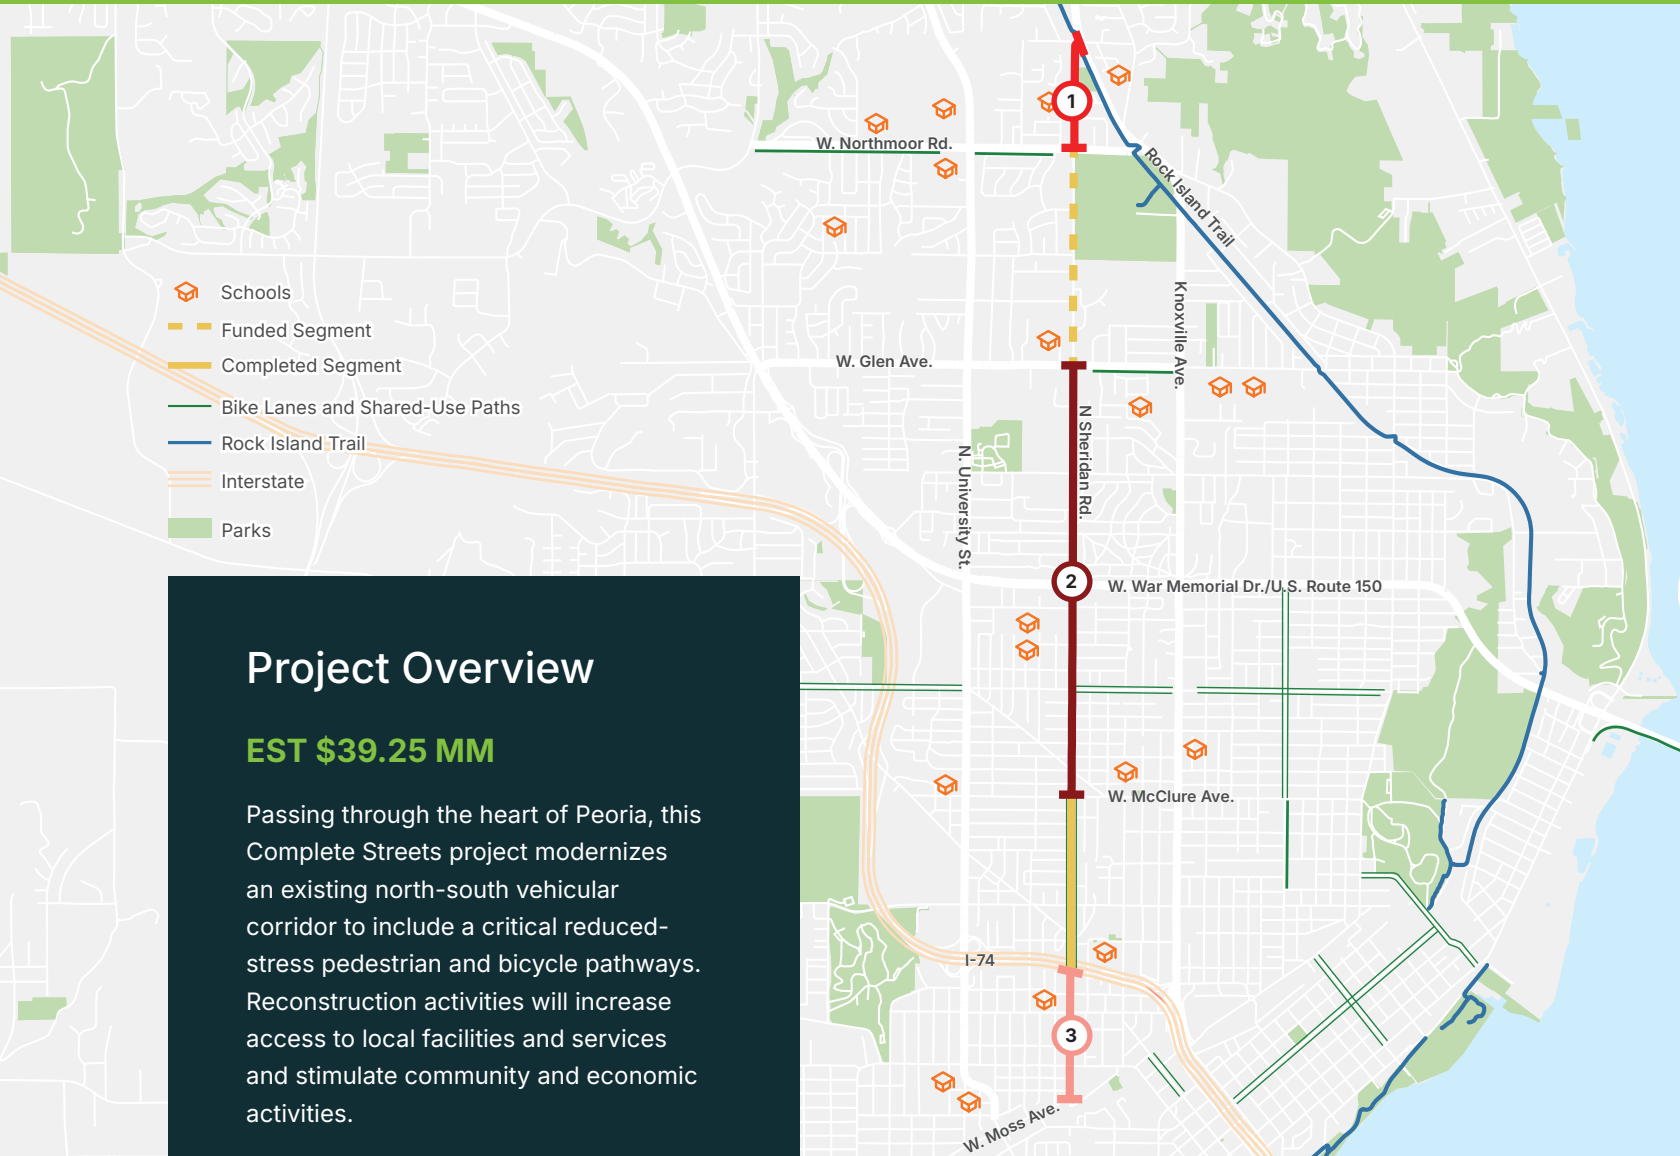 1
W. Northmoor Rd.
Rock Island Trail
Schools
Funded Segment
Completed Segment
Bike Lanes and Shared-Use Paths
Rock Island Trail
Interstate
Parks
Knoxville Ave.
W. Glen Ave.
N Sheridan Rd.
N. University St.
2
W. War Memorial Dr./U.S. Route 150
W. McClure Ave.
I-74
3
W. Moss Ave.
Project Overview
EST $39.25 MM
Passing through the heart of Peoria, this
Complete Streets project modernizes
an existing north-south vehicular
corridor to include a critical reduced-
stress pedestrian and bicycle pathways.
Reconstruction activities will increase
access to local facilities and services
and stimulate community and economic
activities.